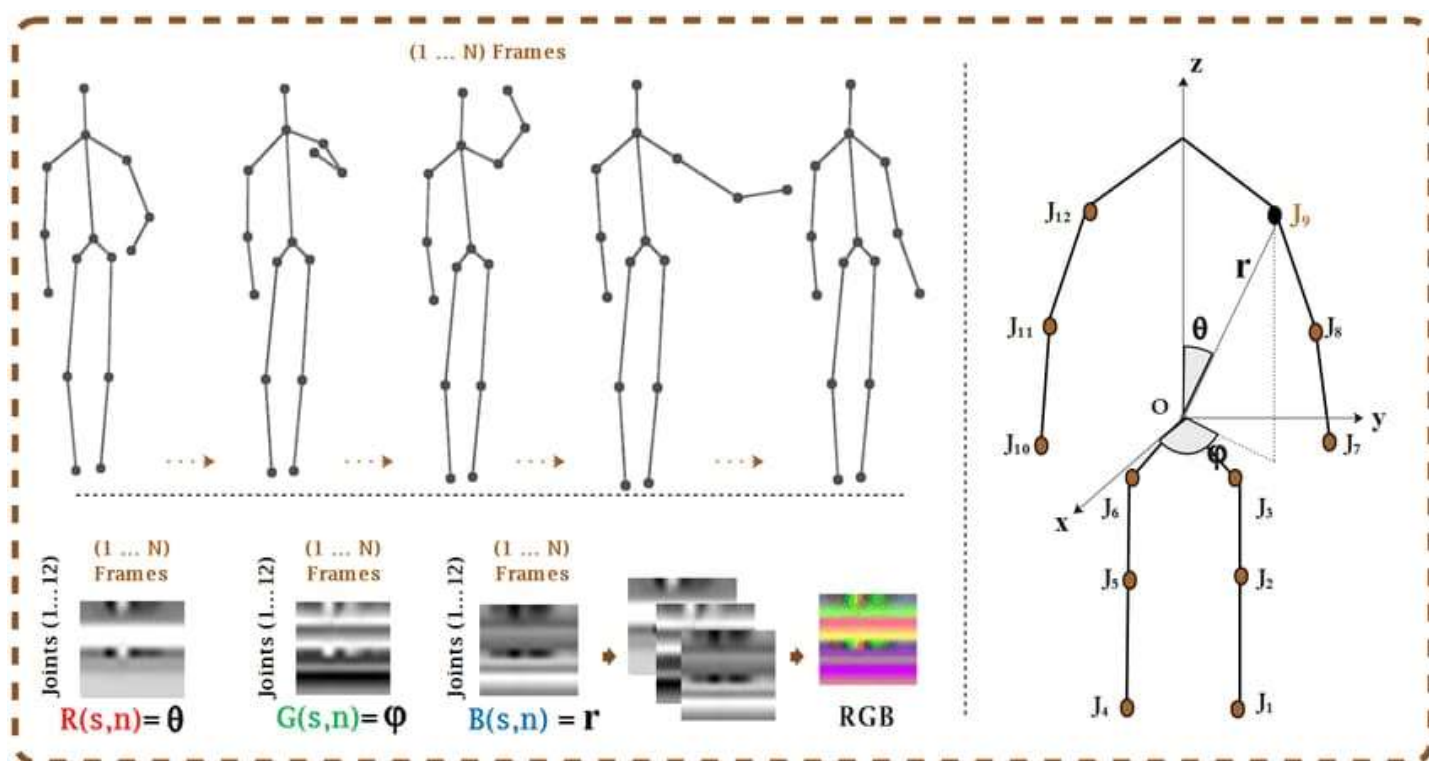 (1 ... N) Frames
(1 ... N)
Frames
Joints (1...12)
R(s,n)= θ
(1 ... N)
Frames
Joints (1...12)
G(s,n)= φ
(1 ... N)
Frames
Joints (1...12)
B(s,n) = r
RGB
z
J₁₂
J₉
r
θ
J₁₁
J₈
O
y
J₁₀
J₇
φ
x
J₆
J₃
J₅
J₂
J₄
J₁